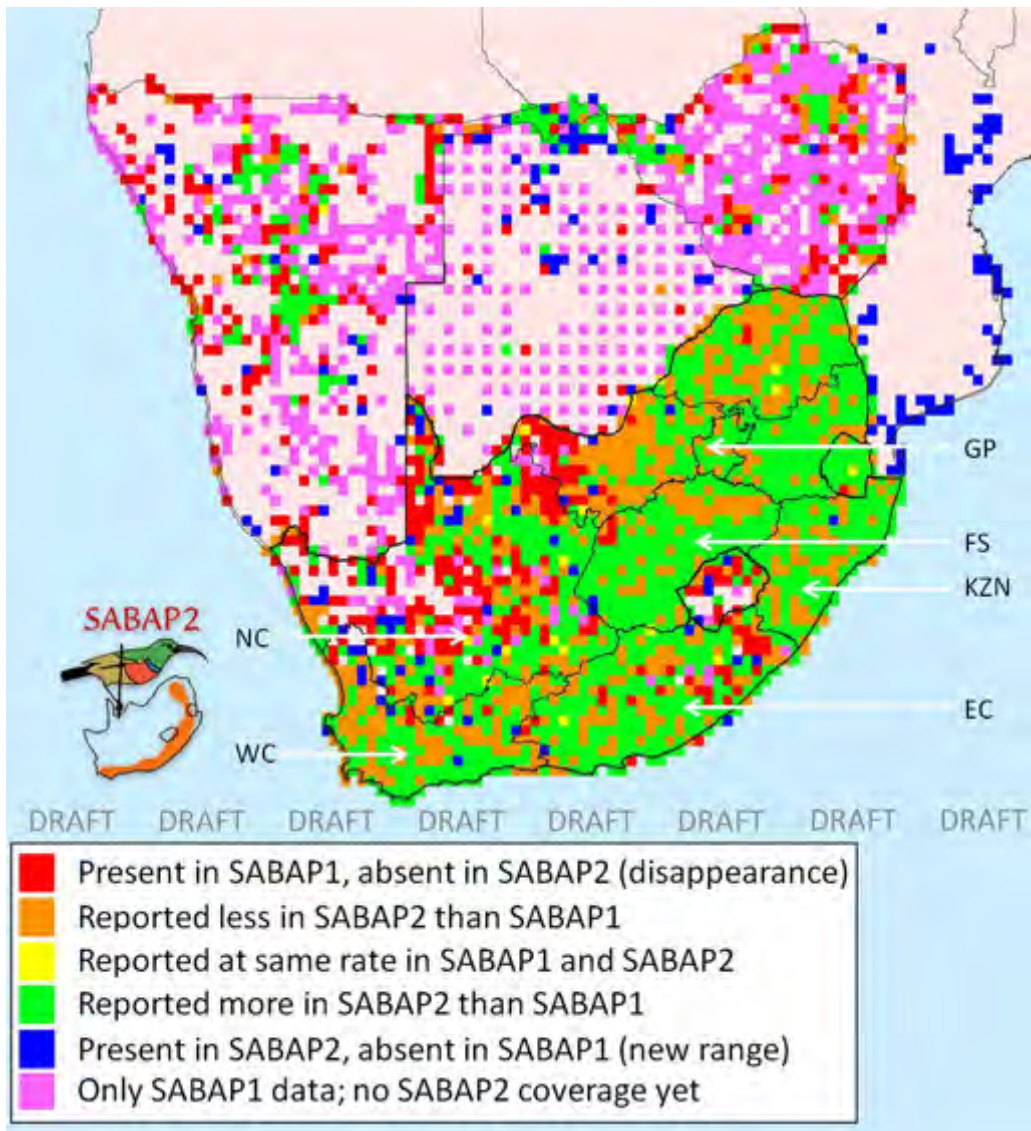 GP
FS
KZN
SABAP2
NC
EC
WC
DRAFT DRAFT DRAFT DRAFT DRAFT DRAFT DRAFT DRAFT
Present in SABAP1, absent in SABAP2 (disappearance)
Reported less in SABAP2 than SABAP1
Reported at same rate in SABAP1 and SABAP2
Reported more in SABAP2 than SABAP1
Present in SABAP2, absent in SABAP1 (new range)
Only SABAP1 data; no SABAP2 coverage yet